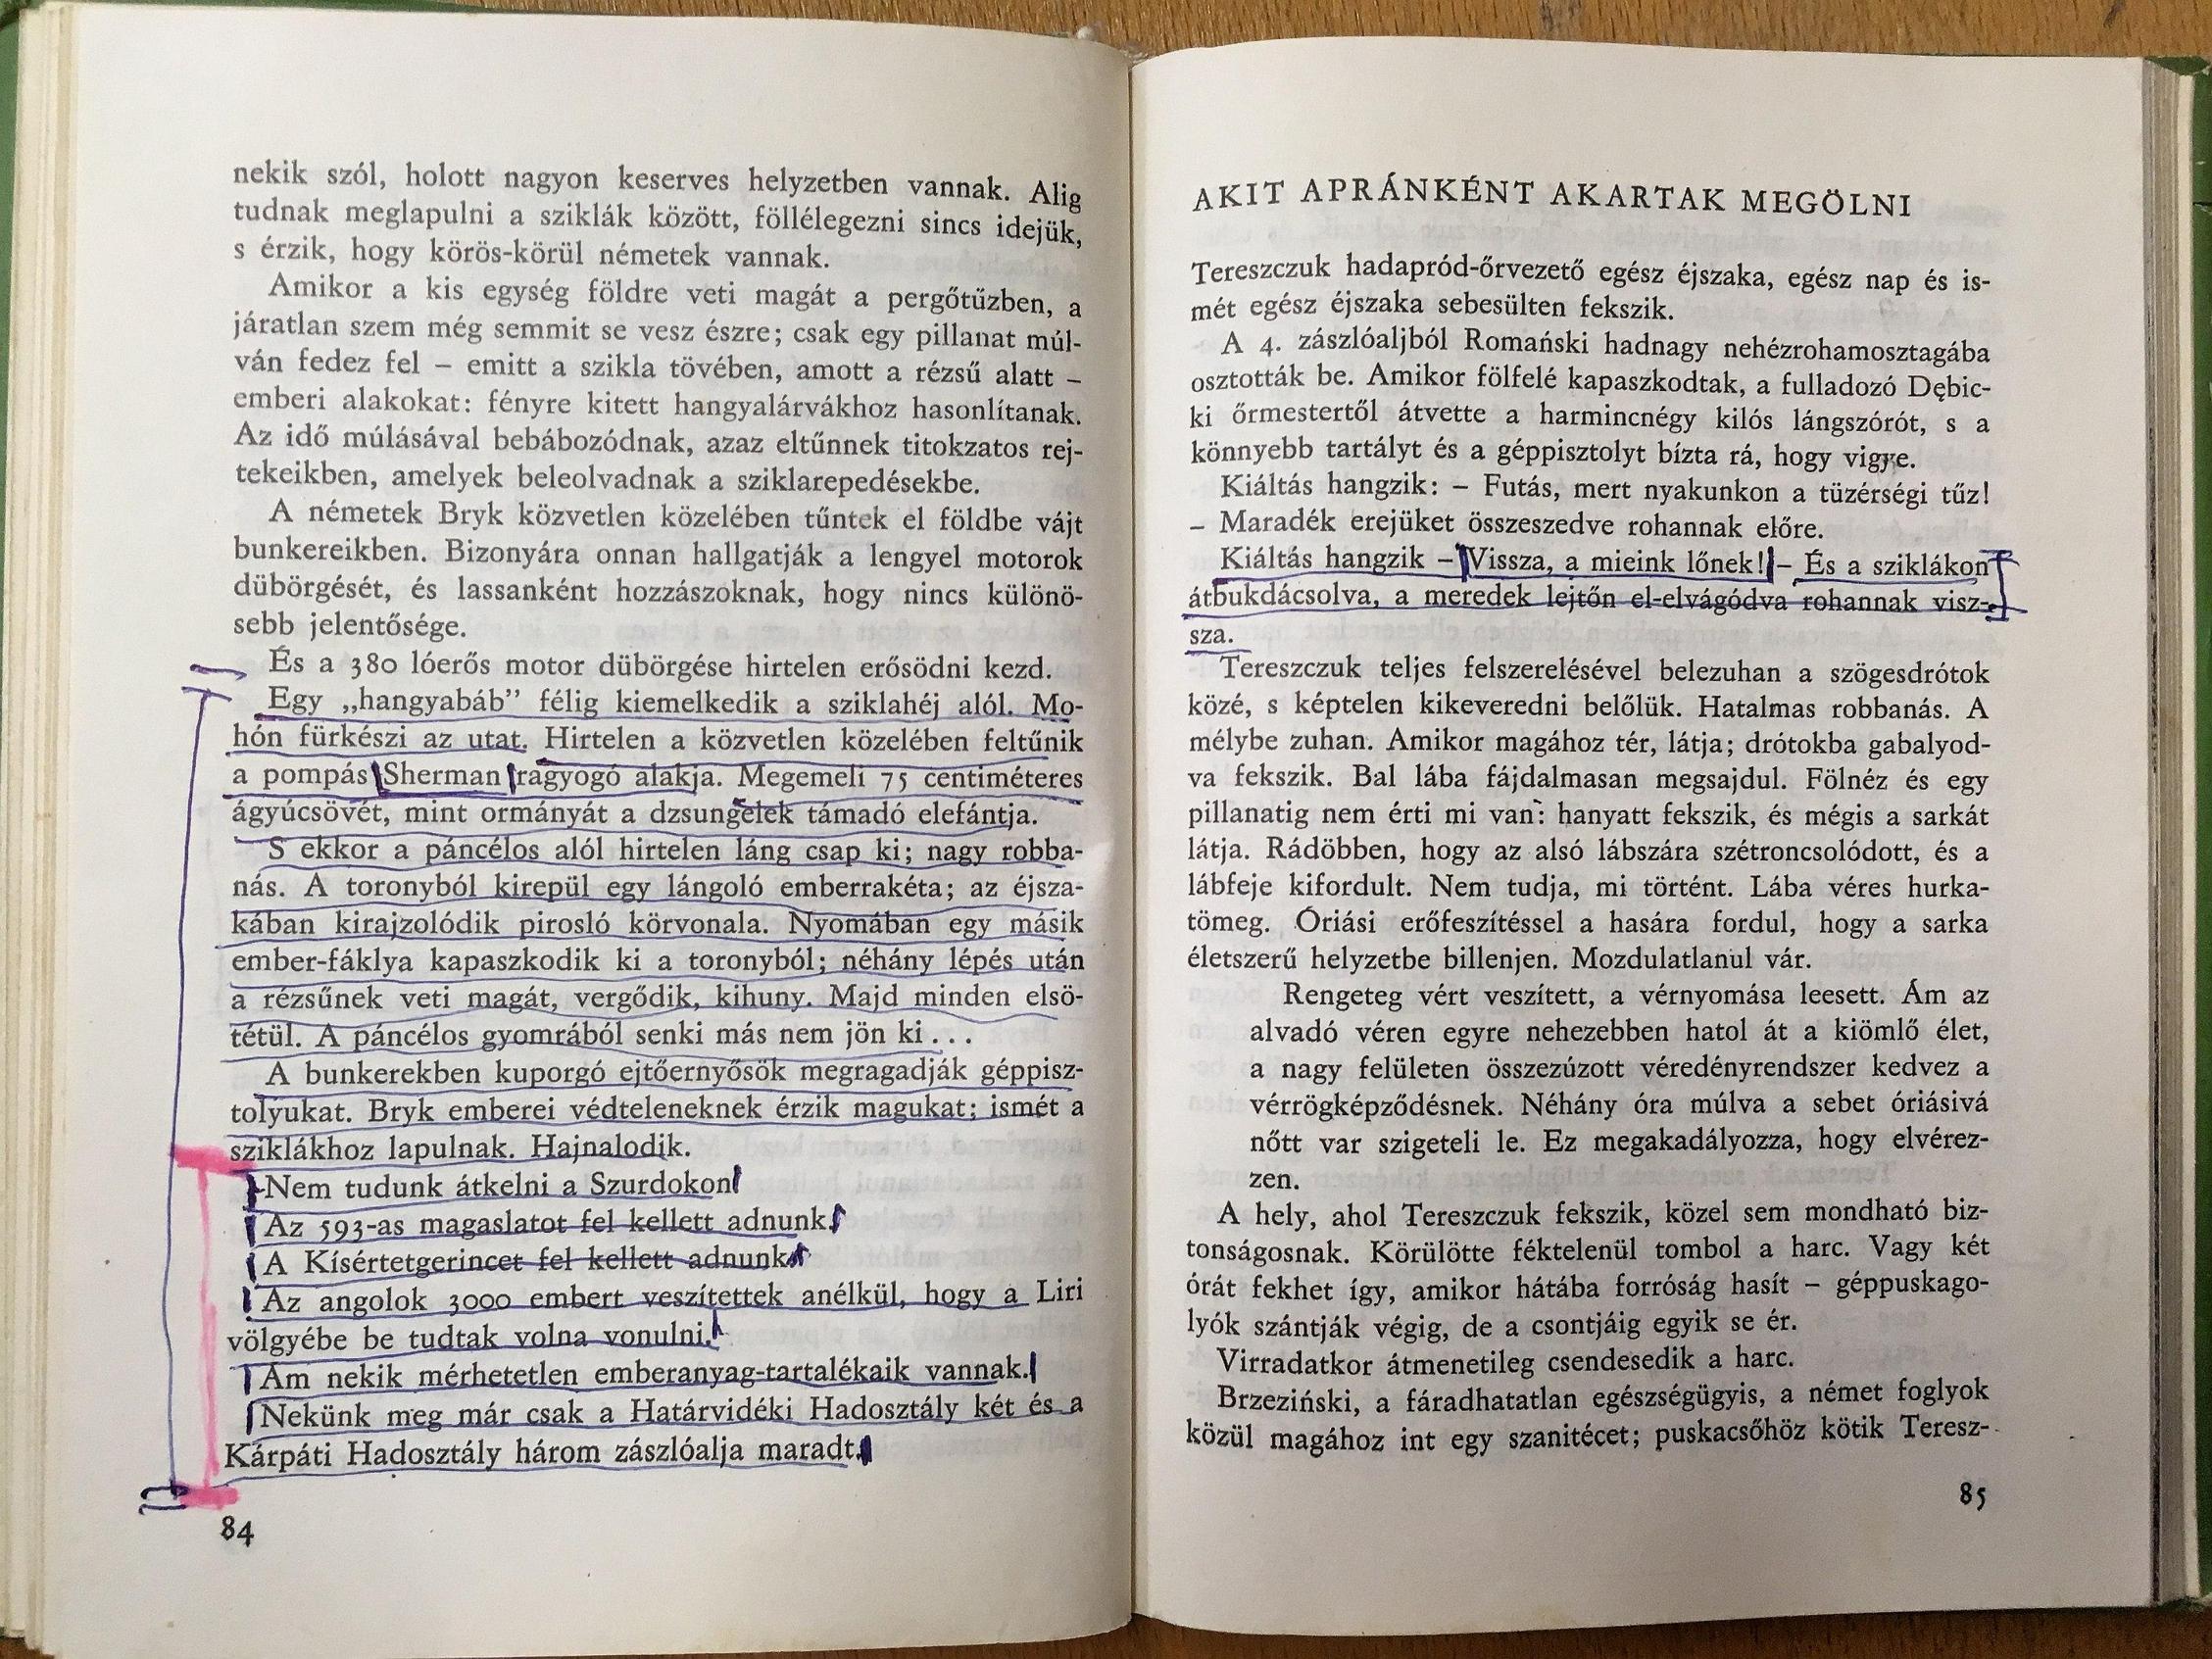 nekik szól, holott nagyon keserves helyzetben vannak. Alig
tudnak meglapulni a sziklák között, föllélegezni sincs idejük,
s érzik, hogy körös-körül németek vannak.
Amikor a kis egység földre veti magát a pergőtűzben, a
járatlan szem még semmit se vesz észre; csak egy pillanat múl-
ván fedez fel – emitt a szikla tövében, amott a rézsű alatt –
emberi alakokat: fényre kitett hangyalárvákhoz hasonlítanak.
Az idő múlásával bebábozódnak, azaz eltűnnek titokzatos rej-
tekeikben, amelyek beleolvadnak a sziklarepedésekbe.
A németek Bryk közvetlen közelében tűntek el földbe vájt
bunkereikben. Bizonyára onnan hallgatják a lengyel motorok
dübörgését, és lassanként hozzászoknak, hogy nincs különö-
sebb jelentősége.
És a 380 lóerős motor dübörgése hirtelen erősödni kezd.
Egy „hangyabáb” félig kiemelkedik a sziklahéj alól. Mo-
hón fürkészi az utat. Hirtelen a közvetlen közelében feltűnik
a pompás Sherman ragyogó alakja. Megemeli 75 centiméteres
ágyúcsövét, mint ormányát a dzsungelek támadó elefántja.
S ekkor a páncélos alól hirtelen láng csap ki; nagy robba-
nás. A toronyból kirepül egy lángoló emberrakéta; az éjsza-
kában kirajzolódik pirosló körvonala. Nyomában egy másik
ember-fáklya kapaszkodik ki a toronyból; néhány lépés után
a rézsűnek veti magát, vergődik, kihuny. Majd minden elsö-
tétül. A páncélos gyomrából senki más nem jön ki...
A bunkerekben kuporgó ejtőernyősök megragadják géppisz-
tolyukat. Bryk emberei védteleneknek érzik magukat; ismét a
sziklákhoz lapulnak. Hajnalodik.
Nem tudunk átkelni a Szurdokon
Az 593-as magaslatot fel kellett adnunk.
A Kísértetgerincet fel kellett adnunk.
Az angolok 3000 embert veszítettek anélkül, hogy a Liri
völgyébe be tudtak volna vonulni.
Ám nekik mérhetetlen emberanyag-tartalékaik vannak.
Nekünk meg már csak a Határvidéki Hadosztály két és a
Kárpáti Hadosztály három zászlóalja maradt.
84
AKIT APRÁNKÉNT AKARTAK MEGÖLNI
Tereszczuk hadapród-őrvezető egész éjszaka, egész nap és is-
mét egész éjszaka sebesülten fekszik.
A 4. zászlóaljból Romański hadnagy nehézrohamosztagába
osztották be. Amikor fölfelé kapaszkodtak, a fulladozó Dębic-
ki őrmestertől átvette a harmincnégy kilós lángszórót, s a
könnyebb tartályt és a géppisztolyt bízta rá, hogy vigye.
Kiáltás hangzik: – Futás, mert nyakunkon a tüzérségi tűz!
– Maradék erejüket összeszedve rohannak előre.
Kiáltás hangzik – Vissza, a mieink lőnek! – És a sziklákon
átbukdácsolva, a meredek lejtőn el-elvágódva rohannak visz-
sza.
Tereszczuk teljes felszerelésével belezuhan a szögesdrótok
közé, s képtelen kikeveredni belőlük. Hatalmas robbanás. A
mélybe zuhan. Amikor magához tér, látja; drótokba gabalyod-
va fekszik. Bal lába fájdalmasan megsajdul. Fölnéz és egy
pillanatig nem érti mi van: hanyatt fekszik, és mégis a sarkát
látja. Rádöbben, hogy az alsó lábszára szétroncsolódott, és a
lábfeje kifordult. Nem tudja, mi történt. Lába véres hurka-
tömeg. Óriási erőfeszítéssel a hasára fordul, hogy a sarka
életszerű helyzetbe billenjen. Mozdulatlanul vár.
Rengeteg vért veszített, a vérnyomása leesett. Ám az
alvadó véren egyre nehezebben hatol át a kiömlő élet,
a nagy felületen összezúzott véredényrendszer kedvez a
vérrögképződésnek. Néhány óra múlva a sebet óriásivá
nőtt var szigeteli le. Ez megakadályozza, hogy elvérez-
zen.
A hely, ahol Tereszczuk fekszik, közel sem mondható biz-
tonságosnak. Körülötte féktelenül tombol a harc. Vagy két
órát fekhet így, amikor hátába forróság hasít – géppuskago-
lyók szántják végig, de a csontjáig egyik se ér.
Virradatkor átmenetileg csendesedik a harc.
Brzeziński, a fáradhatatlan egészségügyis, a német foglyok
közül magához int egy szanitécet; puskacsőhöz kötik Teresz-
85